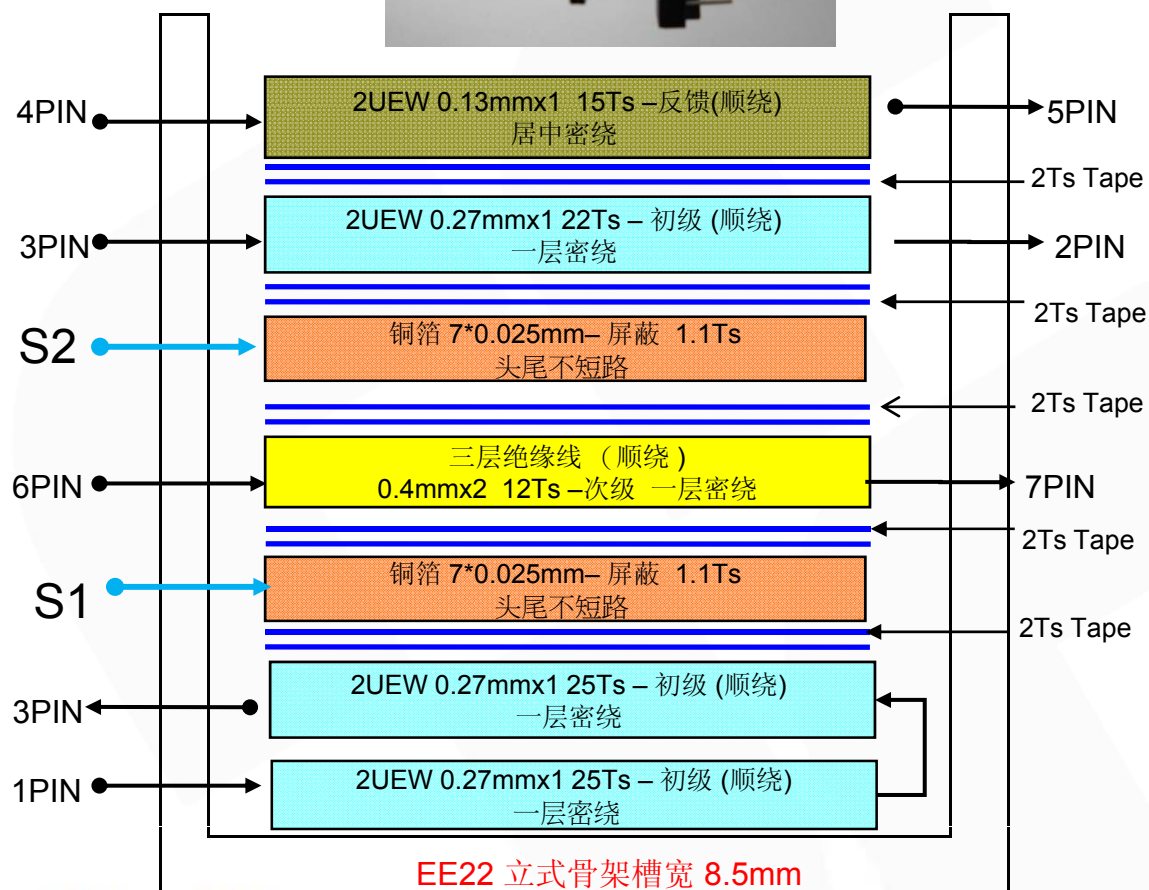 2UEW 0.13mmx1 15Ts –反馈(顺绕)
居中密绕
4PIN
5PIN
2Ts Tape
2UEW 0.27mmx1 22Ts – 初级 (顺绕)
一层密绕
3PIN
2PIN
2Ts Tape
铜箔 7*0.025mm– 屏蔽 1.1Ts
头尾不短路
S2
2Ts Tape
三层绝缘线 （顺绕 )
0.4mmx2 12Ts –次级 一层密绕
6PIN
7PIN
2Ts Tape
铜箔 7*0.025mm– 屏蔽 1.1Ts
头尾不短路
S1
2Ts Tape
2UEW 0.27mmx1 25Ts – 初级 (顺绕)
一层密绕
3PIN
2UEW 0.27mmx1 25Ts – 初级 (顺绕)
一层密绕
1PIN
EE22 立式骨架槽宽 8.5mm